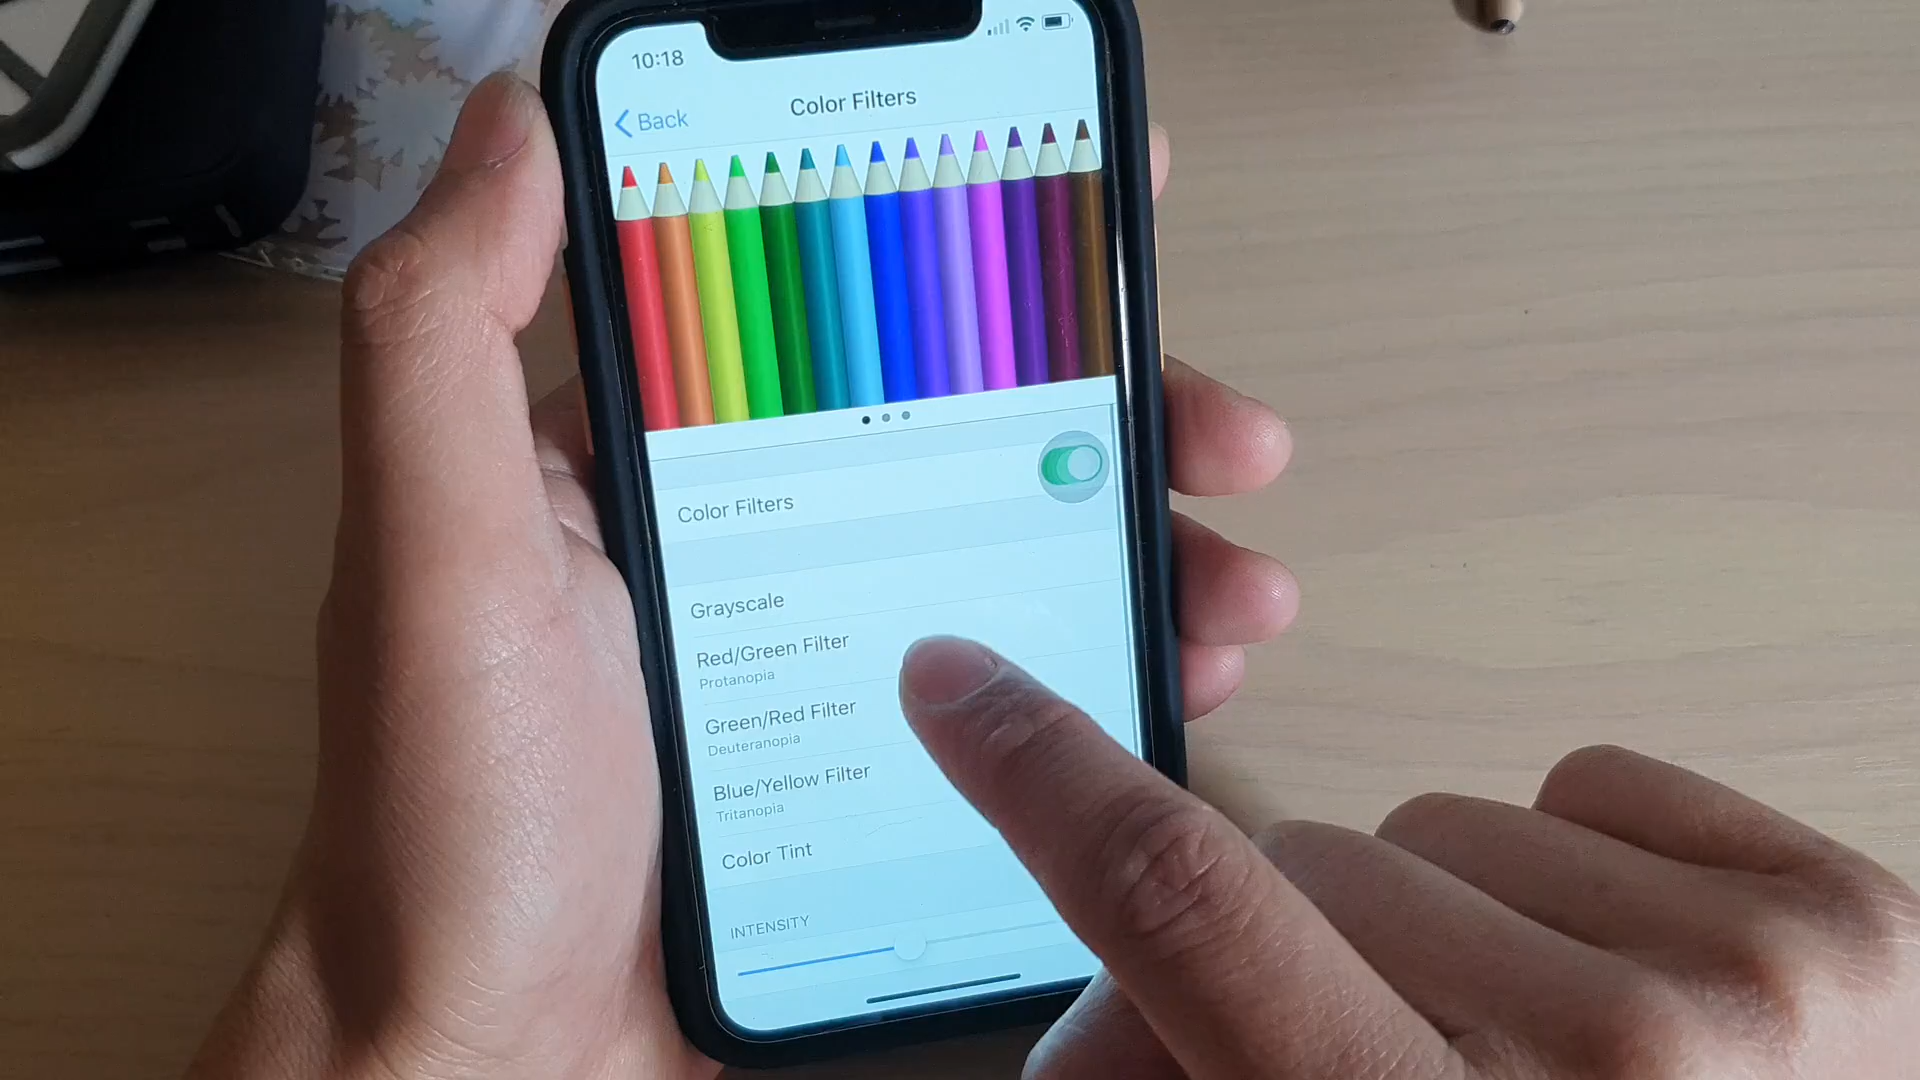 10:18
Back
Color Filters
Color Filters
Grayscale
Red/Green Filter
Protanopia
Green/Red Filter
Deuteranopia
Blue/Yellow Filter
Tritanopia
Color Tint
INTENSITY